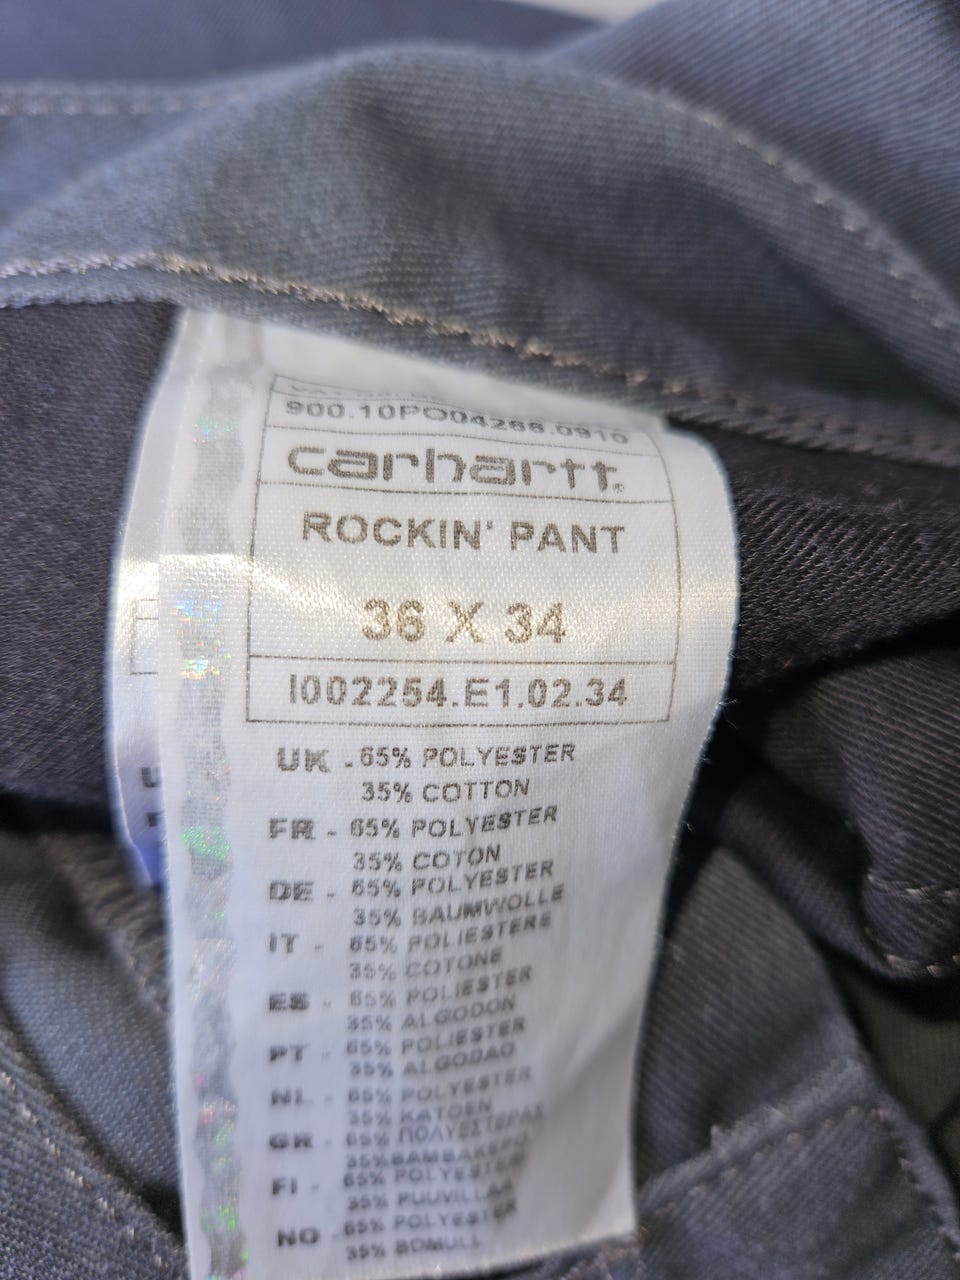 900.10PO04266.0910
carhartt®
ROCKIN' PANT
36 X 34
I002254.E1.02.34
UK - 65% POLYESTER
35% COTTON
FR - 65% POLYESTER
35% COTON
DE - 65% POLYESTER
35% BAUMWOLLE
IT - 65% POLIESTERE
35% COTONE
ES - 65% POLIESTER
35% ALGODON
PT - 65% POLIESTER
35% ALGODAO
NL - 65% POLYESTER
35% KATOEN
GR - 65% ΠΟΛΥΕΣΤΕΡΑΣ
35% ΒΑΜΒΑΚΕΡΟ
FI - 65% POLYESTER
35% PUUVILLAA
NO - 65% POLYESTER
35% BOMULL